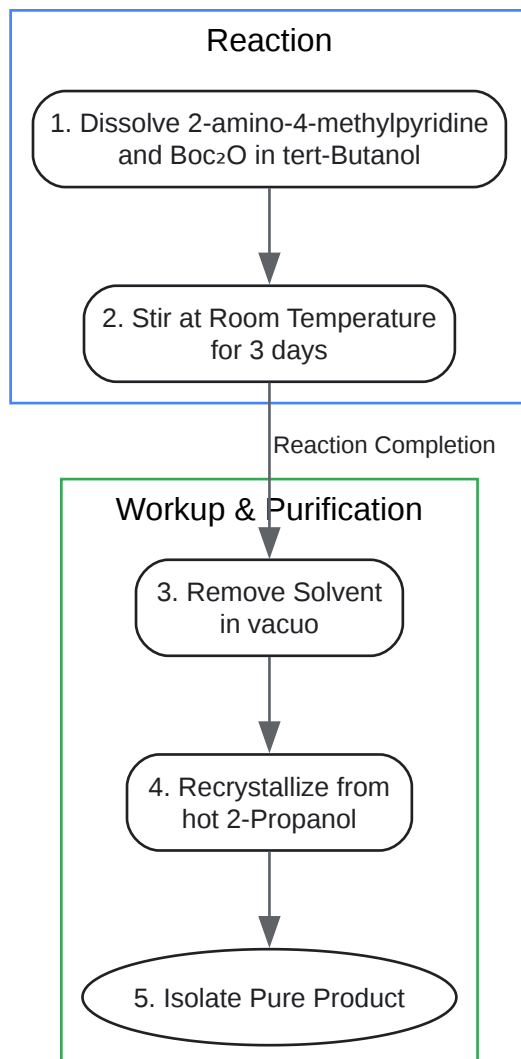 Reaction
1. Dissolve 2-amino-4-methylpyridine
and Boc₂O in tert-Butanol
2. Stir at Room Temperature
for 3 days
Reaction Completion
Workup & Purification
3. Remove Solvent
in vacuo
4. Recrystallize from
hot 2-Propanol
5. Isolate Pure Product